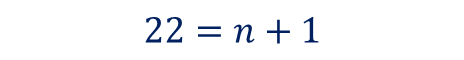 22 = n + 1